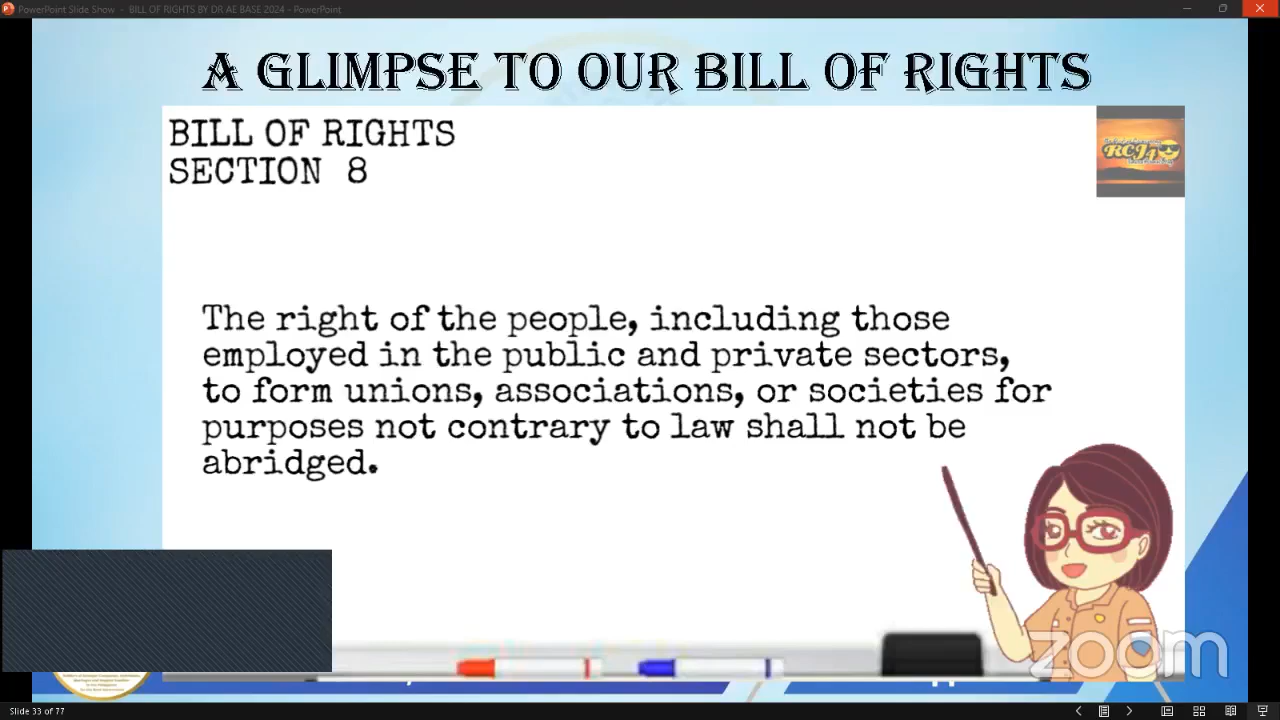 PowerPoint Slide Show - BILL OF RIGHTS BY DR AE BASE 2024 - PowerPoint
A GLIMPSE TO OUR BILL OF RIGHTS
BILL OF RIGHTS
SECTION 8
RCJ4
The right of the people, including those
employed in the public and private sectors,
to form unions, associations, or societies for
purposes not contrary to law shall not be
abridged.
zoom
Slide 33 of 77